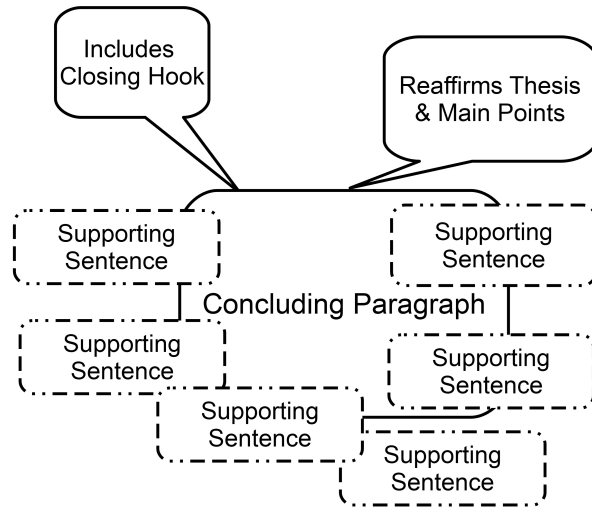 Includes
Closing Hook
Reaffirms Thesis
& Main Points
Supporting
Sentence
Supporting
Sentence
Concluding Paragraph
Supporting
Sentence
Supporting
Sentence
Supporting
Sentence
Supporting
Sentence